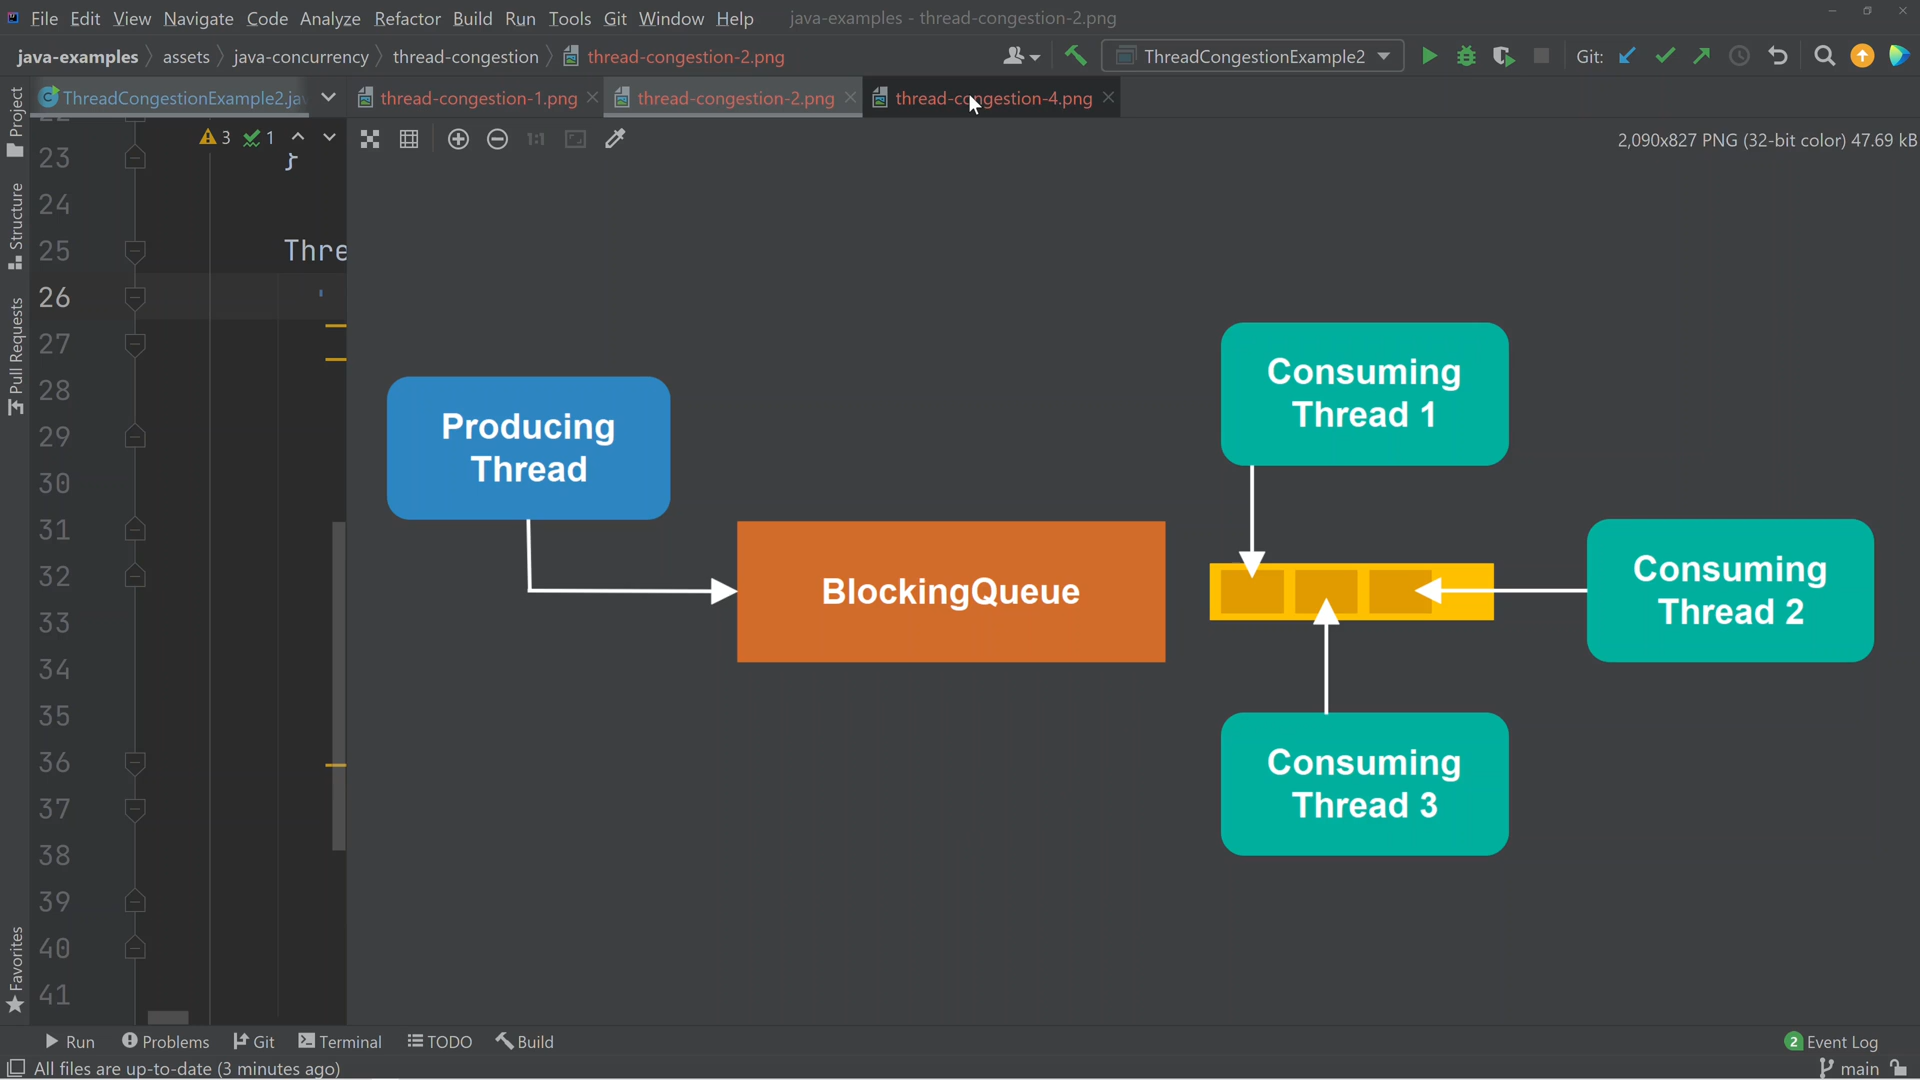 File Edit View Navigate Code Analyze Refactor Build Run Tools Git Window Help java-examples - thread-congestion-2.png
java-examples assets java-concurrency thread-congestion thread-congestion-2.png ThreadCongestionExample2 Git:
ThreadCongestionExample2.ja thread-congestion-1.png thread-congestion-2.png thread-congestion-4.png
3 1 1:1 2,090x827 PNG (32-bit color) 47.69 kB
Project
Structure
Pull Requests
Favorites
23 }
24
25 Thre
26
27
28
29
30
31
32
33
34
35
36
37
38
39
40
41
Producing
Thread
BlockingQueue
Consuming
Thread 1
Consuming
Thread 2
Consuming
Thread 3
Run Problems Git Terminal TODO Build 2 Event Log
All files are up-to-date (3 minutes ago) main